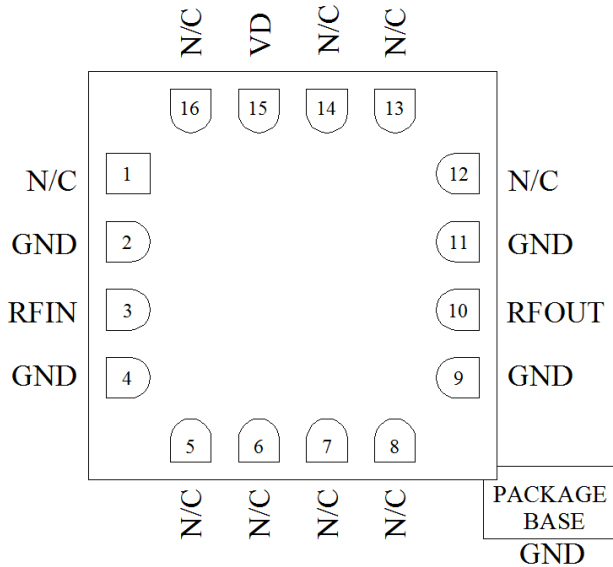 N/C VD N/C N/C
16 15 14 13
N/C 1 12 N/C
GND 2 11 GND
RFIN 3 10 RFOUT
GND 4 9 GND
5 6 7 8
N/C N/C N/C N/C
PACKAGE
BASE
GND